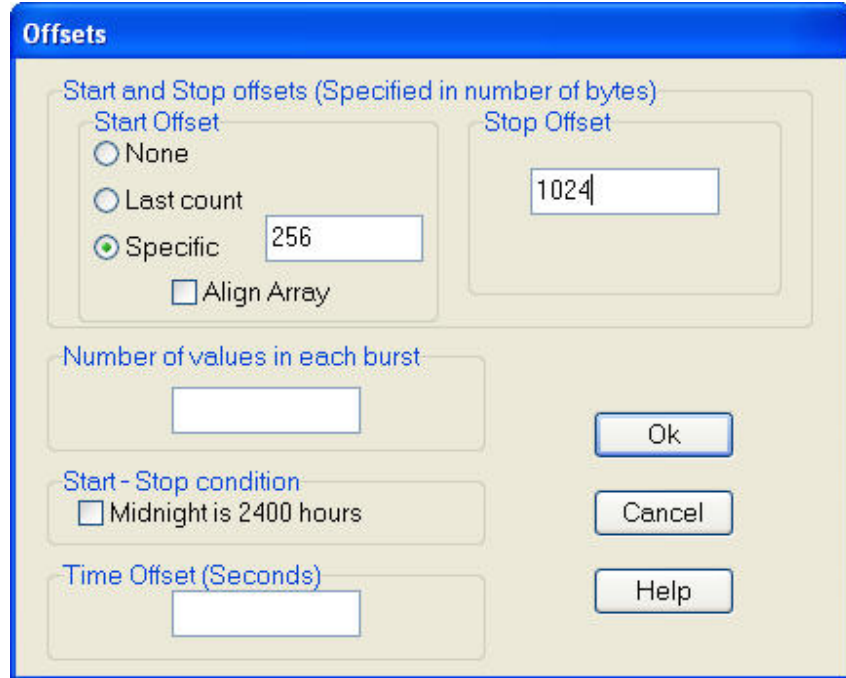 Offsets
Start and Stop offsets (Specified in number of bytes)
Start Offset
None
Last count
Specific
256
Align Array
Stop Offset
1024
Number of values in each burst
Start - Stop condition
Midnight is 2400 hours
Time Offset (Seconds)
Ok
Cancel
Help